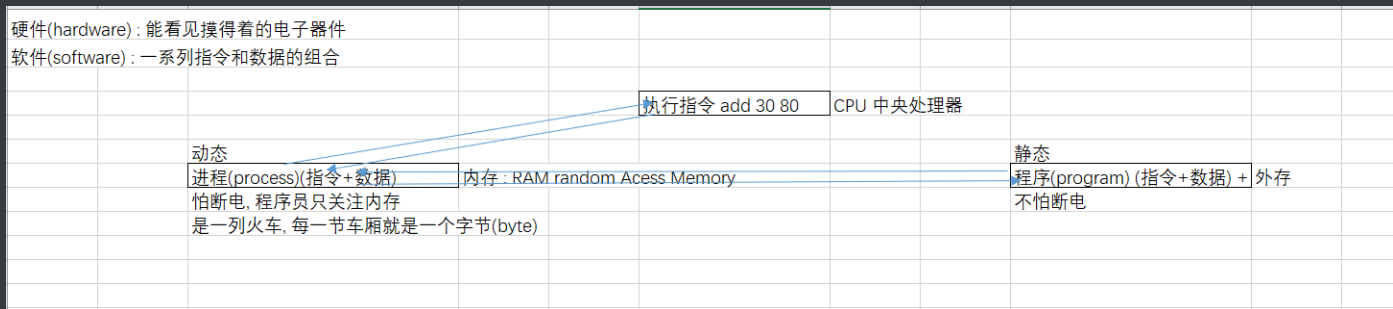 硬件(hardware) : 能看见摸得着的电子器件
软件(software) : 一系列指令和数据的组合
执行指令 add 30 80 CPU 中央处理器
动态 静态
进程(process)(指令+数据) 内存 : RAM random Acess Memory 程序(program) (指令+数据) + 外存
怕断电, 程序员只关注内存 不怕断电
是一列火车, 每一节车厢就是一个字节(byte)